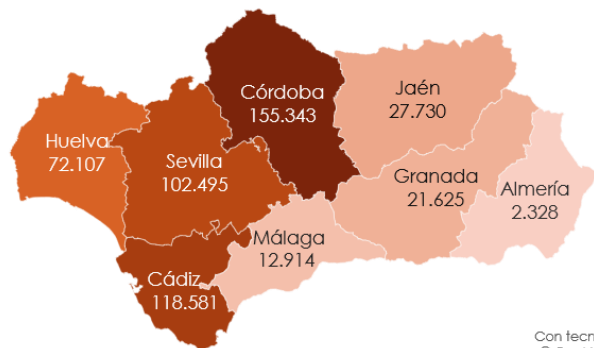 Córdoba
155.343
Jaén
27.730
Huelva
72.107
Sevilla
102.495
Granada
21.625
Almería
2.328
Málaga
12.914
Cádiz
118.581
Con tecn